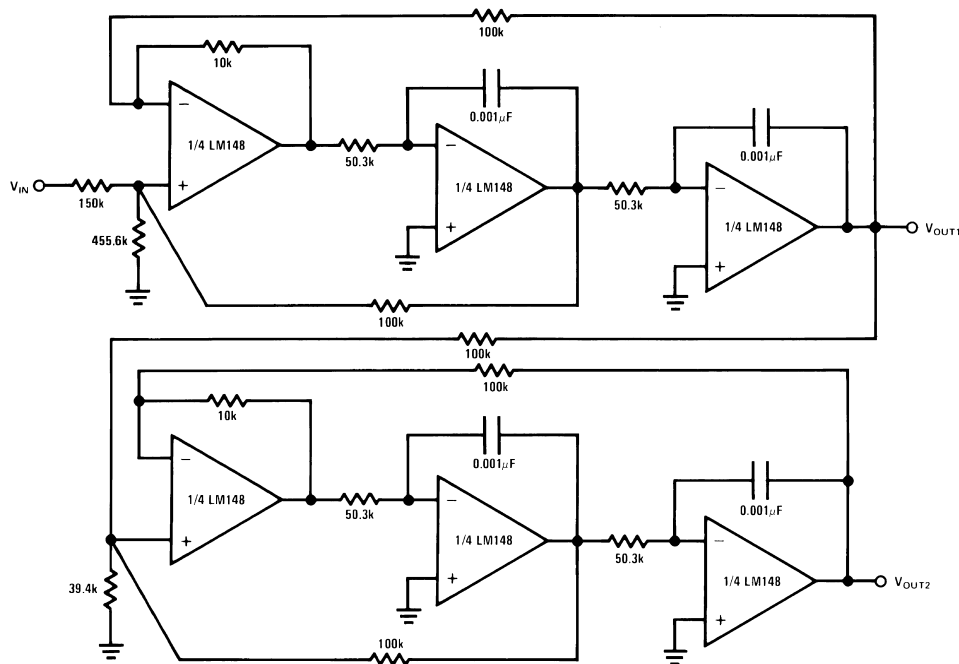 100k
10k
0.001μF
1/4 LM148
50.3k
0.001μF
1/4 LM148
VIN
150k
50.3k
1/4 LM148
455.6k
VOUT1
100k
100k
100k
10k
0.001μF
1/4 LM148
50.3k
0.001μF
1/4 LM148
50.3k
1/4 LM148
39.4k
VOUT2
100k